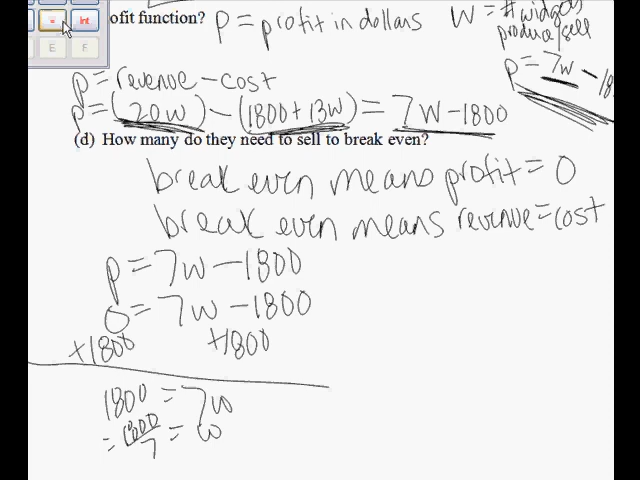 = int
E F
ofit function? P = profit in dollars W = # widgets
produce/sell
P = 7W - 18
P = revenue - cost
P = (20W) - (1800 + 13W) = 7W - 1800
(d) How many do they need to sell to break even?
break even means profit = 0
break even means revenue = cost
P = 7W - 1800
0 = 7W - 1800
+1800 +1800
1800 = 7W
= 1800/7 = W